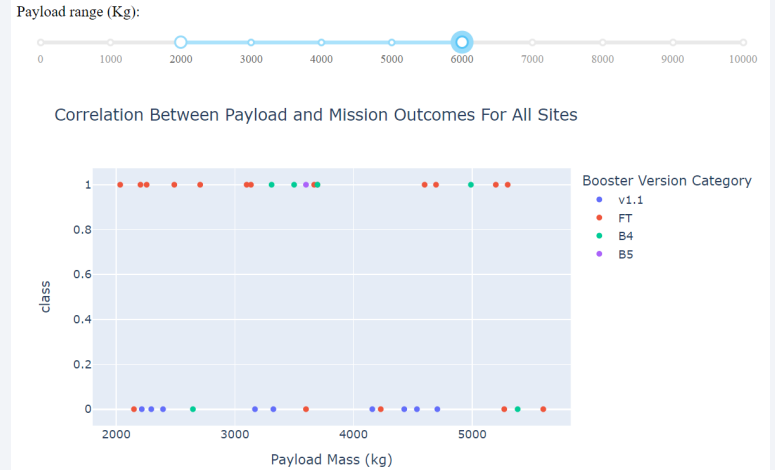 Payload range (Kg):
0 1000 2000 3000 4000 5000 6000 7000 8000 9000 10000
Correlation Between Payload and Mission Outcomes For All Sites
Booster Version Category
v1.1
FT
B4
B5
class
1
0.8
0.6
0.4
0.2
0
2000 3000 4000 5000
Payload Mass (kg)